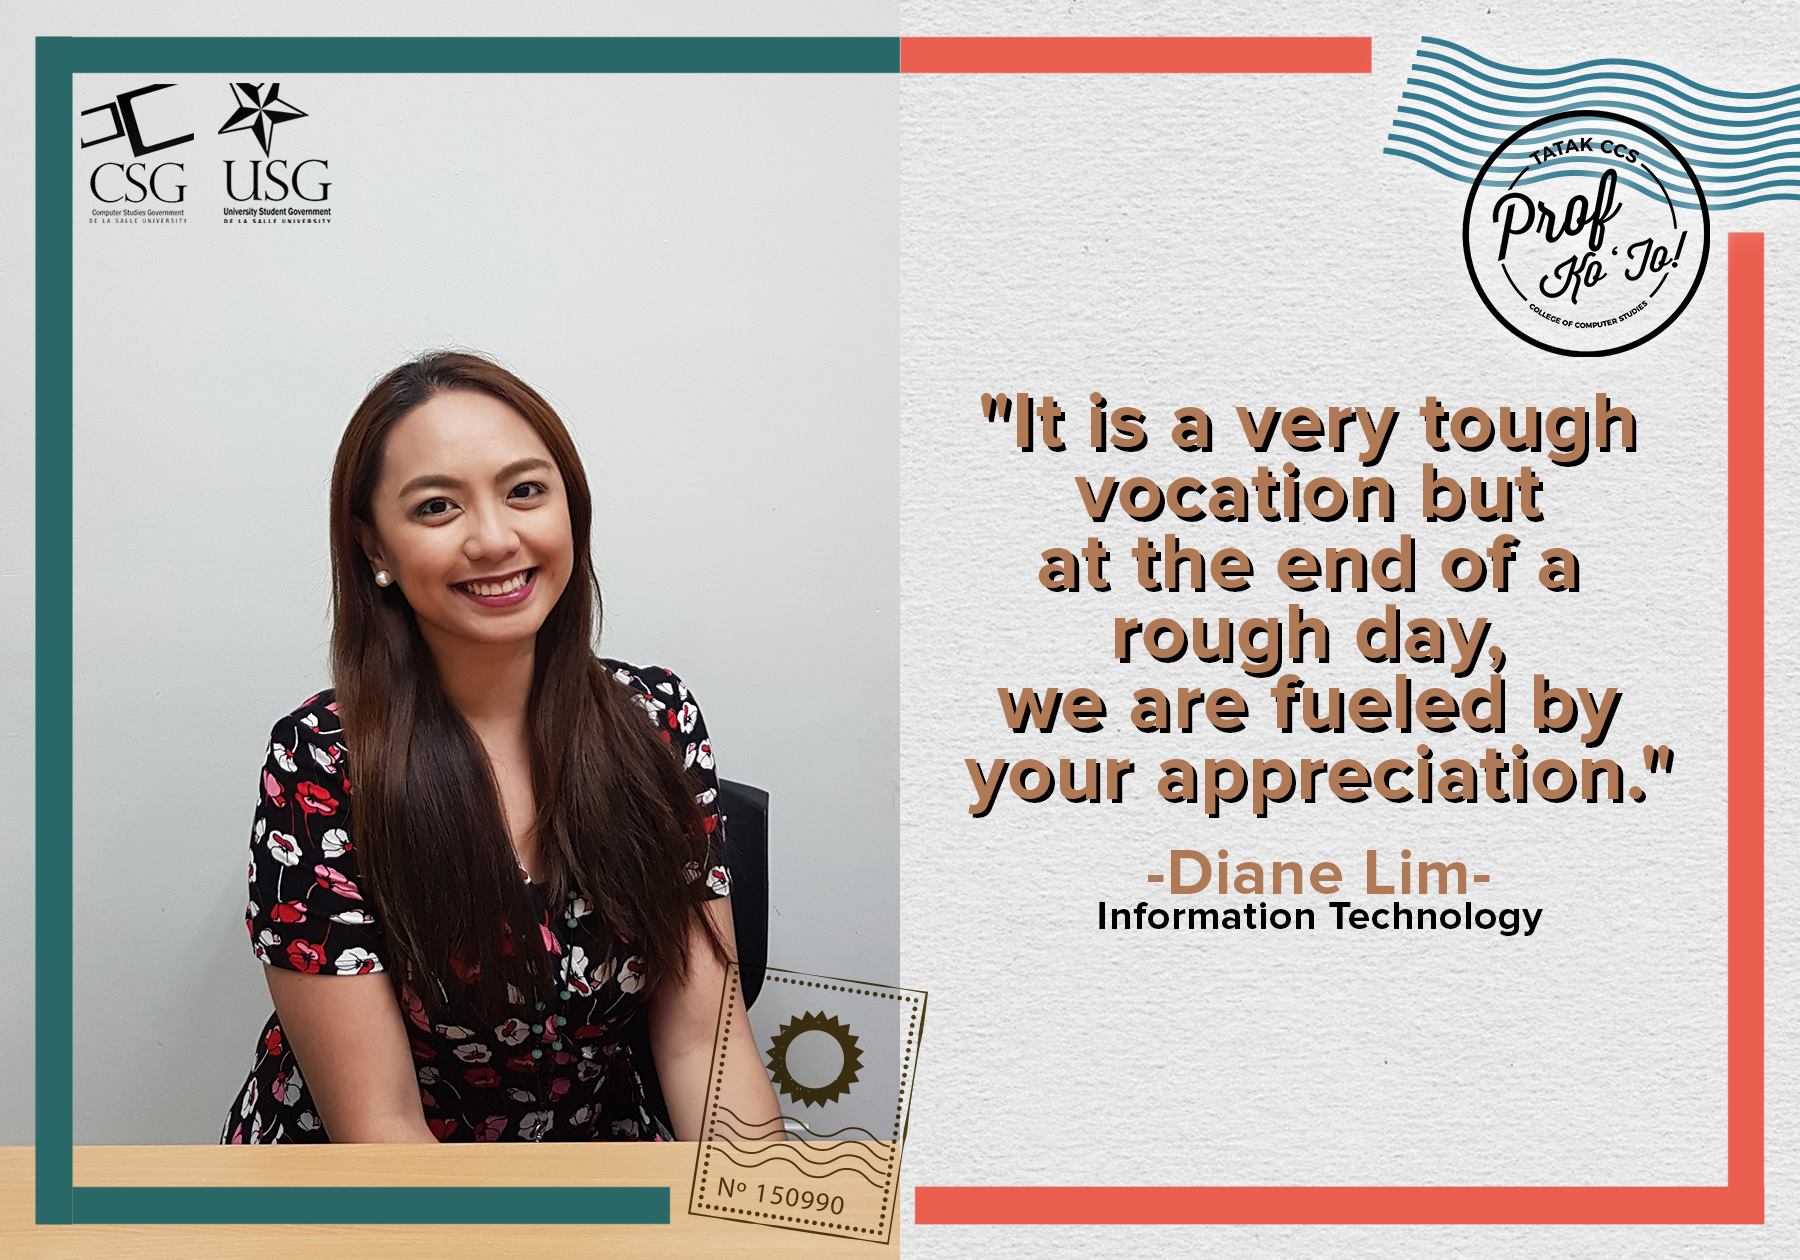 CSG
Computer Studies Government
DE LA SALLE UNIVERSITY
USG
University Student Government
DE LA SALLE UNIVERSITY
TATAK CCS
Prof
Ko 'To!
COLLEGE OF COMPUTER STUDIES
"It is a very tough
vocation but
at the end of a
rough day,
we are fueled by
your appreciation."
-Diane Lim-
Information Technology
Nº 150990